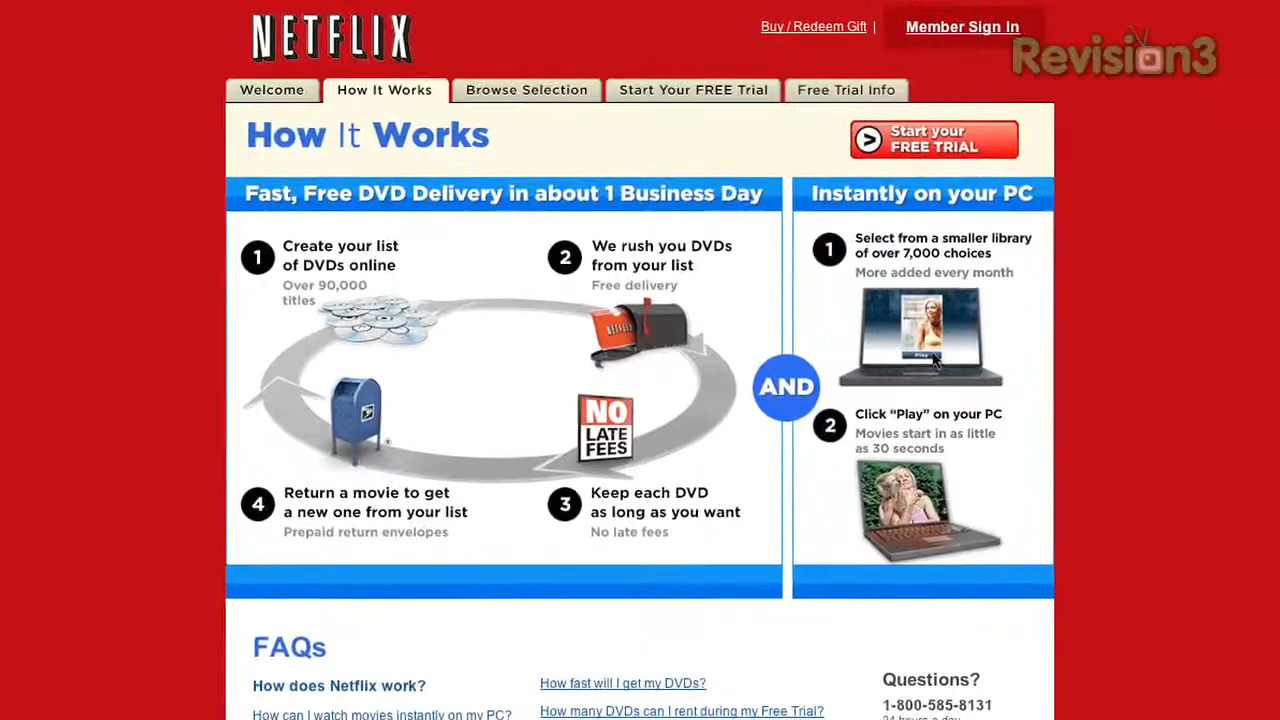 NETFLIX
Buy / Redeem Gift |
Member Sign In
Revision3
Welcome
How It Works
Browse Selection
Start Your FREE Trial
Free Trial Info
How It Works
Start your
FREE TRIAL
Fast, Free DVD Delivery in about 1 Business Day
1
Create your list
of DVDs online
Over 90,000
titles
2
We rush you DVDs
from your list
Free delivery
NETFLIX
NO
LATE
FEES
4
Return a movie to get
a new one from your list
Prepaid return envelopes
3
Keep each DVD
as long as you want
No late fees
AND
Instantly on your PC
1
Select from a smaller library
of over 7,000 choices
More added every month
Play
2
Click “Play” on your PC
Movies start in as little
as 30 seconds
FAQs
How does Netflix work?
How can I watch movies instantly on my PC?
How fast will I get my DVDs?
How many DVDs can I rent during my Free Trial?
Questions?
1-800-585-8131
24 hours a day